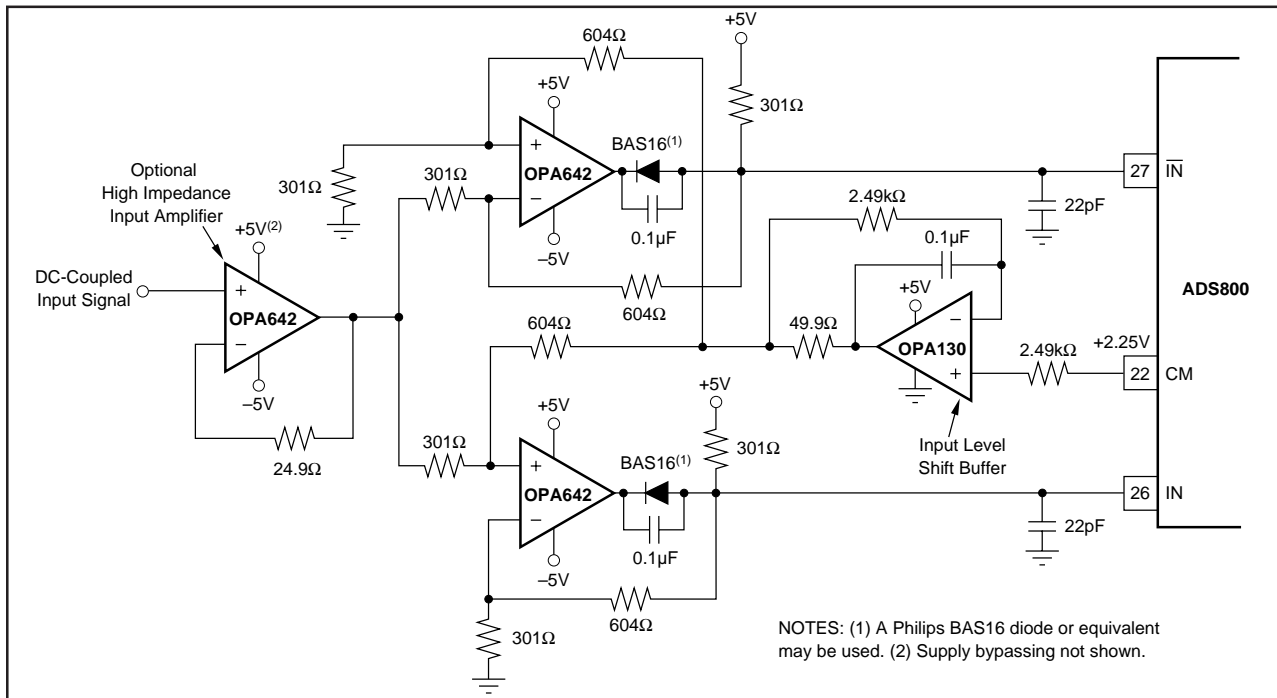 +5V
604Ω
+5V
301Ω
Optional
High Impedance
Input Amplifier
301Ω
301Ω
+
OPA642
–
–5V
BAS16(1)
0.1µF
27
IN
22pF
2.49kΩ
0.1µF
+5V(2)
DC-Coupled
Input Signal
+
OPA642
–
–5V
24.9Ω
604Ω
604Ω
49.9Ω
+5V
–
OPA130
+
2.49kΩ
+2.25V
22
CM
ADS800
Input Level
Shift Buffer
301Ω
+5V
+
OPA642
–
–5V
BAS16(1)
0.1µF
+5V
301Ω
26
IN
22pF
604Ω
301Ω
NOTES: (1) A Philips BAS16 diode or equivalent
may be used. (2) Supply bypassing not shown.